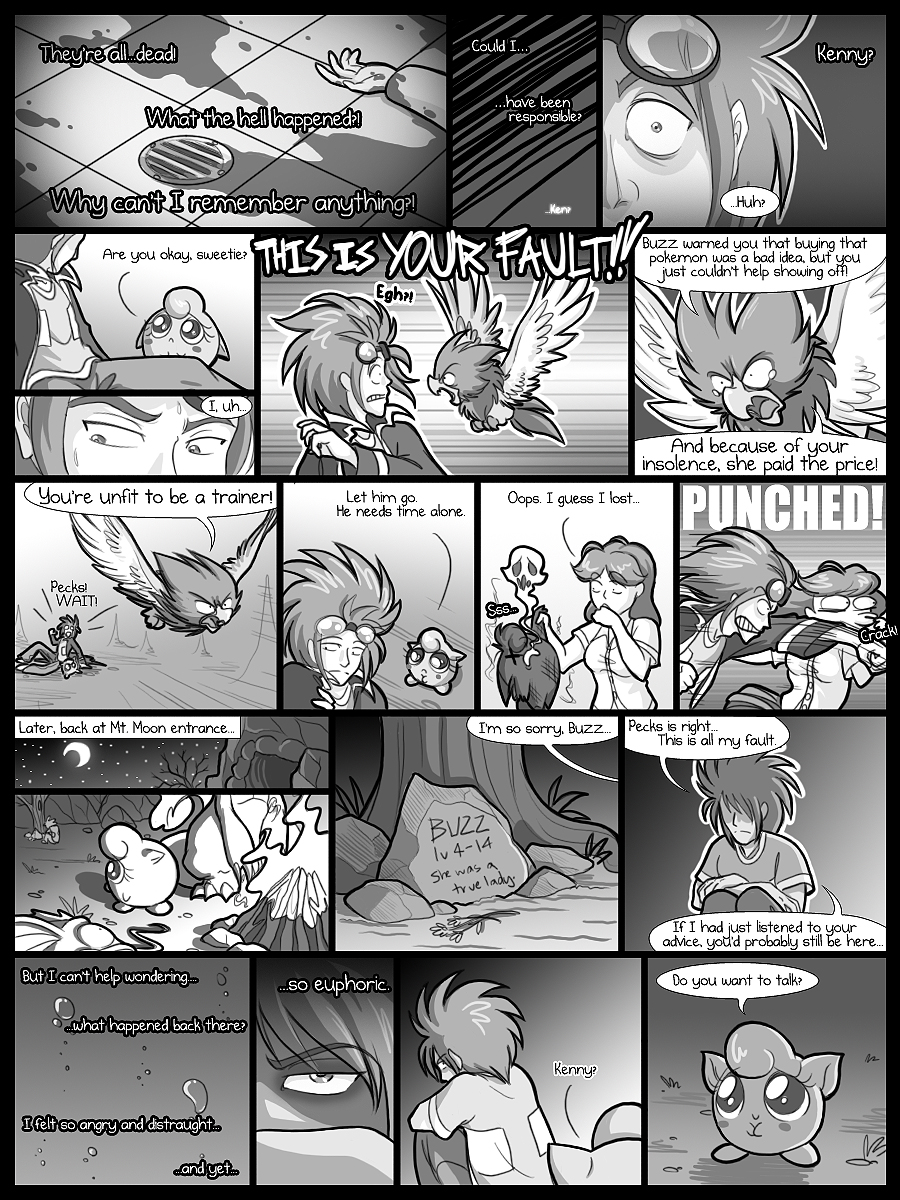 They're all...dead!
What the hell happened?!
Why can't I remember anything?!
Could I...
...have been
responsible?
...Ken?
Kenny?
...Huh?
Are you okay, sweetie?
I, uh...
THIS IS YOUR FAULT!!!
Egh?!
Buzz warned you that buying that
pokemon was a bad idea, but you
just couldn't help showing off!
And because of your
insolence, she paid the price!
You're unfit to be a trainer!
Pecks!
WAIT!
Let him go.
He needs time alone.
Oops. I guess I lost...
Sss...
PUNCHED!
Crack!
Later, back at Mt. Moon entrance...
I'm so sorry, Buzz...
BUZZ
lv 4-14
She was a
true lady
Pecks is right...
This is all my fault.
If I had just listened to your
advice, you'd probably still be here...
But I can't help wondering...
...what happened back there?
I felt so angry and distraught...
...and yet...
...so euphoric.
Kenny?
Do you want to talk?